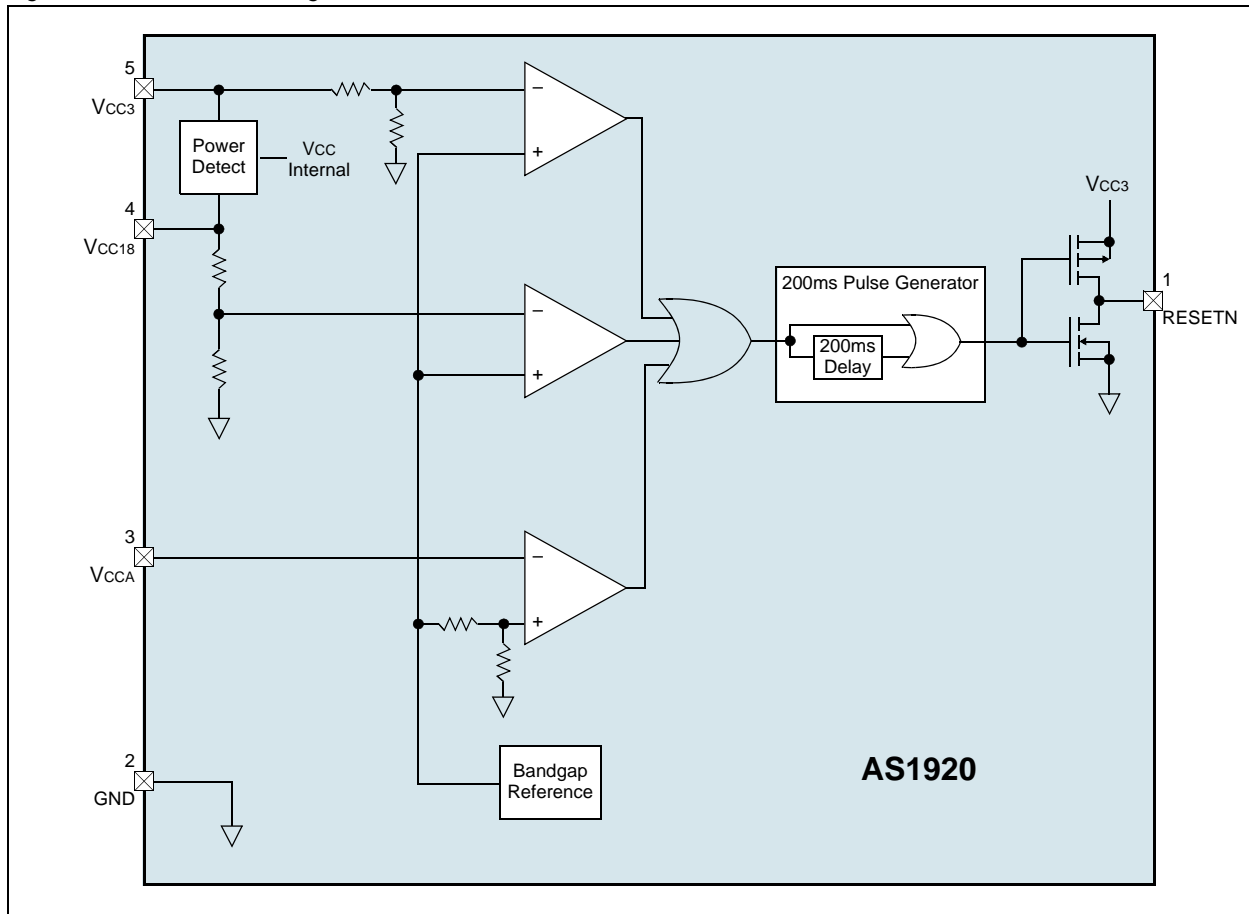 5
VCC3
Power
Detect
VCC
Internal
4
VCC18
3
VCCA
2
GND
−
+
−
+
−
+
Bandgap
Reference
200ms Pulse Generator
200ms
Delay
VCC3
1
RESETN
AS1920